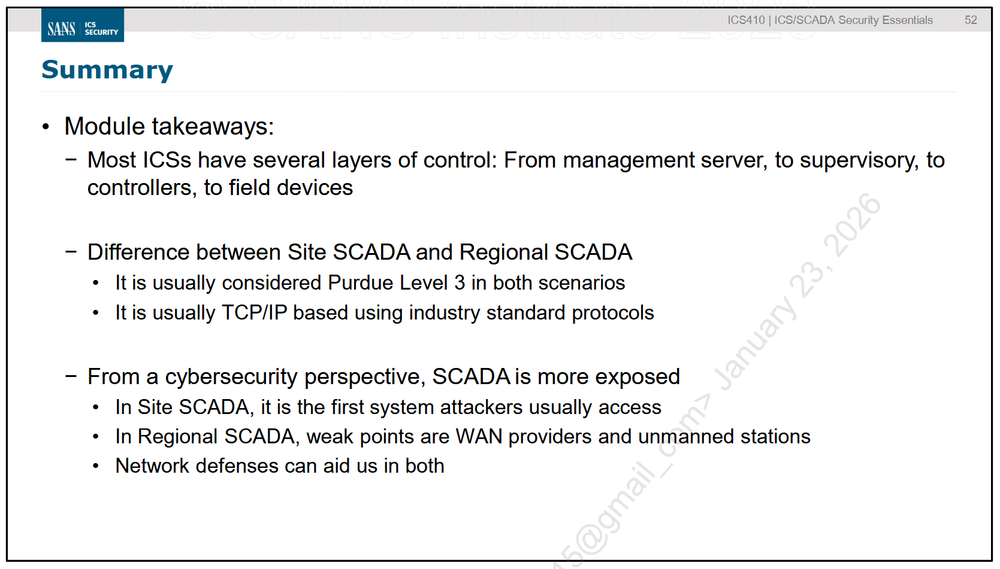 © SANS Institute 2026
SANS
ICS
SECURITY
ICS410 | ICS/SCADA Security Essentials 52
Summary
• Module takeaways:
− Most ICSs have several layers of control: From management server, to supervisory, to
controllers, to field devices
− Difference between Site SCADA and Regional SCADA
• It is usually considered Purdue Level 3 in both scenarios
• It is usually TCP/IP based using industry standard protocols
− From a cybersecurity perspective, SCADA is more exposed
• In Site SCADA, it is the first system attackers usually access
• In Regional SCADA, weak points are WAN providers and unmanned stations
• Network defenses can aid us in both
15@gmail_com> January 23, 2026